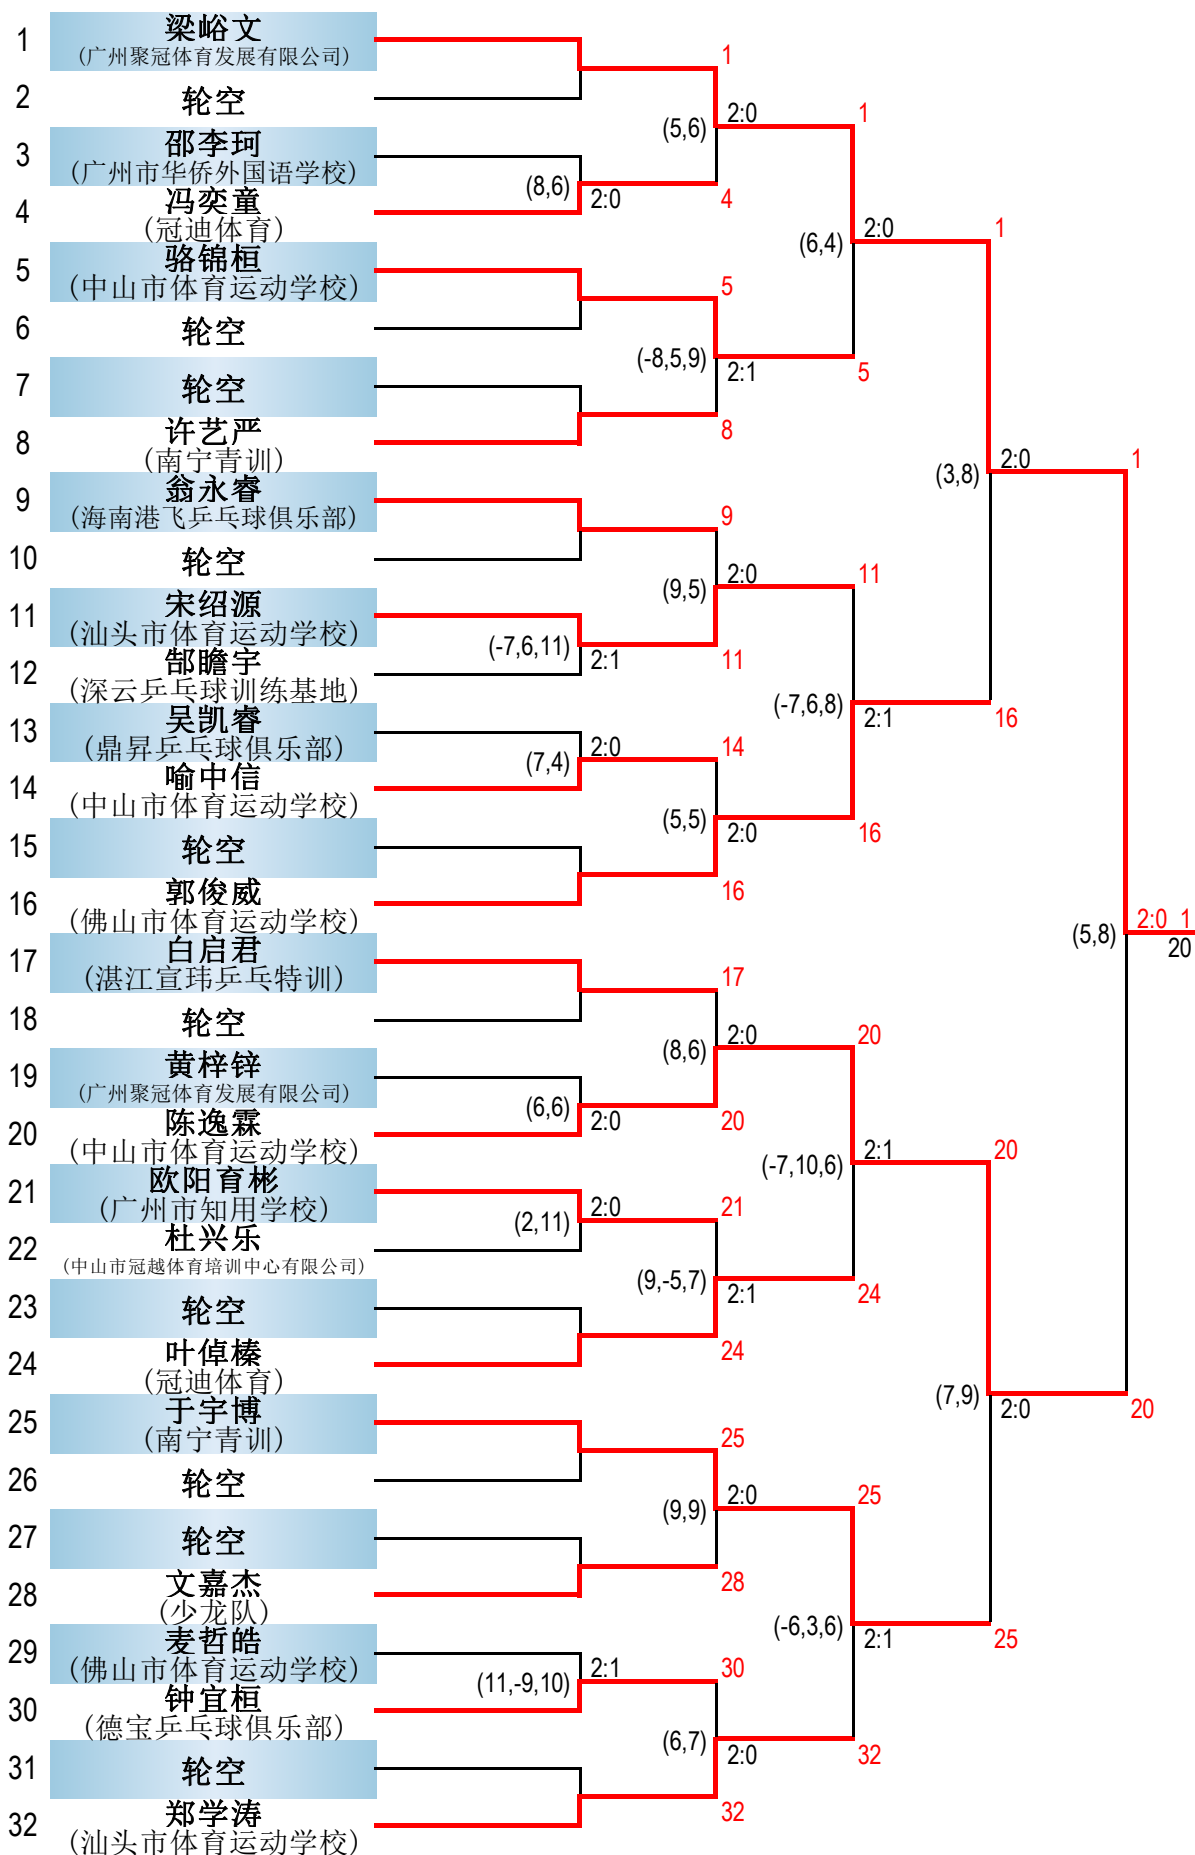 1
梁峪文
(广州聚冠体育发展有限公司)
1
2
轮空
2:0
1
(5,6)
3
邵李珂
(广州市华侨外国语学校)
(8,6)
2:0
4
4
冯奕童
(冠迪体育)
2:0
1
(6,4)
5
骆锦桓
(中山市体育运动学校)
5
6
轮空
(-8,5,9)
2:1
5
7
轮空
8
8
许艺严
(南宁青训)
2:0
1
(3,8)
9
翁永睿
(海南港飞乒乓球俱乐部)
9
10
轮空
2:0
11
(9,5)
11
宋绍源
(汕头市体育运动学校)
(-7,6,11)
2:1
11
12
郜瞻宇
(深云乒乓球训练基地)
(-7,6,8)
2:1
16
13
吴凯睿
(鼎昇乒乓球俱乐部)
2:0
14
(7,4)
14
喻中信
(中山市体育运动学校)
(5,5)
2:0
16
15
轮空
16
16
郭俊威
(佛山市体育运动学校)
2:0 1
(5,8)
20
17
白启君
(湛江宣玮乒乓特训)
17
18
轮空
2:0
20
(8,6)
19
黄梓锌
(广州聚冠体育发展有限公司)
(6,6)
2:0
20
20
陈逸霖
(中山市体育运动学校)
2:1
20
(-7,10,6)
21
欧阳育彬
(广州市知用学校)
2:0
21
(2,11)
22
杜兴乐
(中山市冠越体育培训中心有限公司)
(9,-5,7)
2:1
24
23
轮空
24
24
叶倬榛
(冠迪体育)
(7,9)
2:0
20
25
于宇博
(南宁青训)
25
26
轮空
2:0
25
(9,9)
27
轮空
28
28
文嘉杰
(少龙队)
(-6,3,6)
2:1
25
29
麦哲皓
(佛山市体育运动学校)
2:1
30
(11,-9,10)
30
钟宜桓
(德宝乒乓球俱乐部)
(6,7)
2:0
32
31
轮空
32
32
郑学涛
(汕头市体育运动学校)